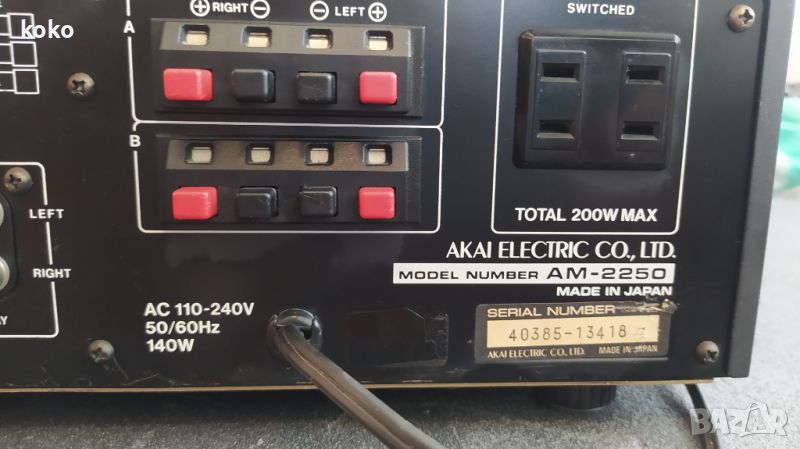 koko
⊕ RIGHT ⊖ ⊖ LEFT ⊕
SWITCHED
A
B
TOTAL 200W MAX
LEFT
RIGHT
AKAI ELECTRIC CO., LTD.
MODEL NUMBER AM-2250
MADE IN JAPAN
AC 110-240V
50/60Hz
140W
SERIAL NUMBER
40385-13418
AKAI ELECTRIC CO., LTD. MADE IN JAPAN
BAZAR